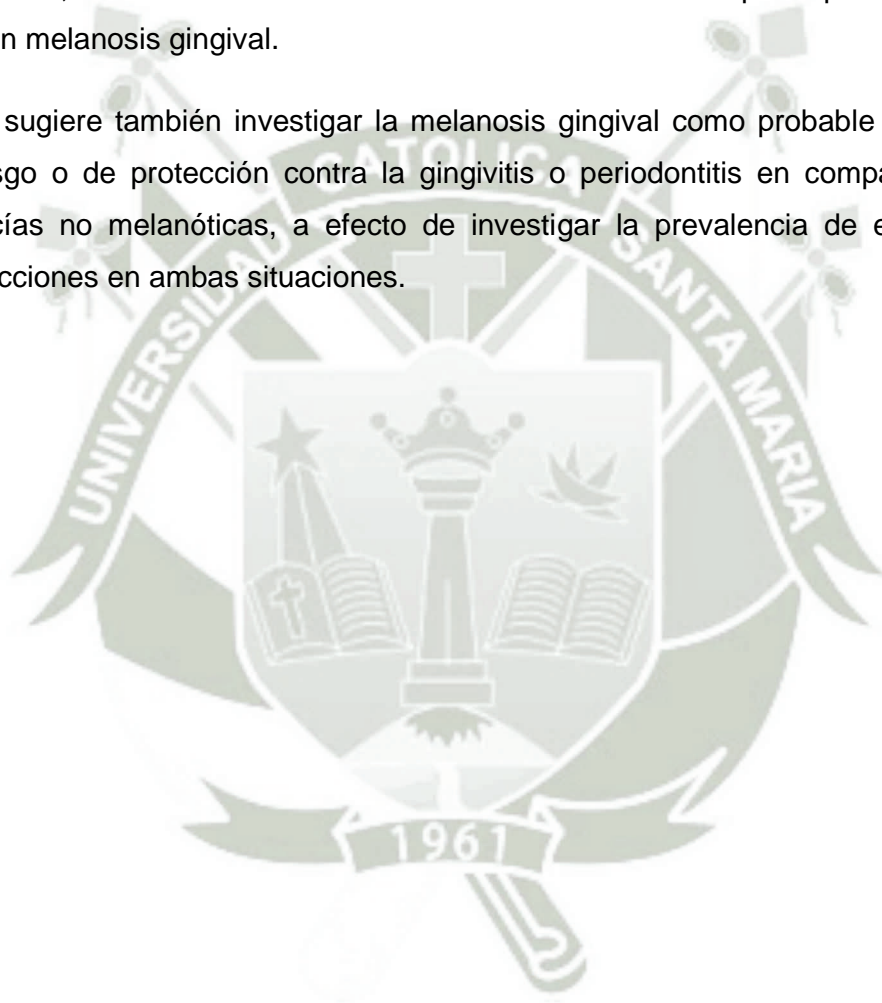 n melanosis gingival.
sugiere también investigar la melanosis gingival como probable
sgo o de protección contra la gingivitis o periodontitis en compa
cías no melanóticas, a efecto de investigar la prevalencia de e
cciones en ambas situaciones.
UNIVERSIDAD CATOLICA SANTA MARIA
1961